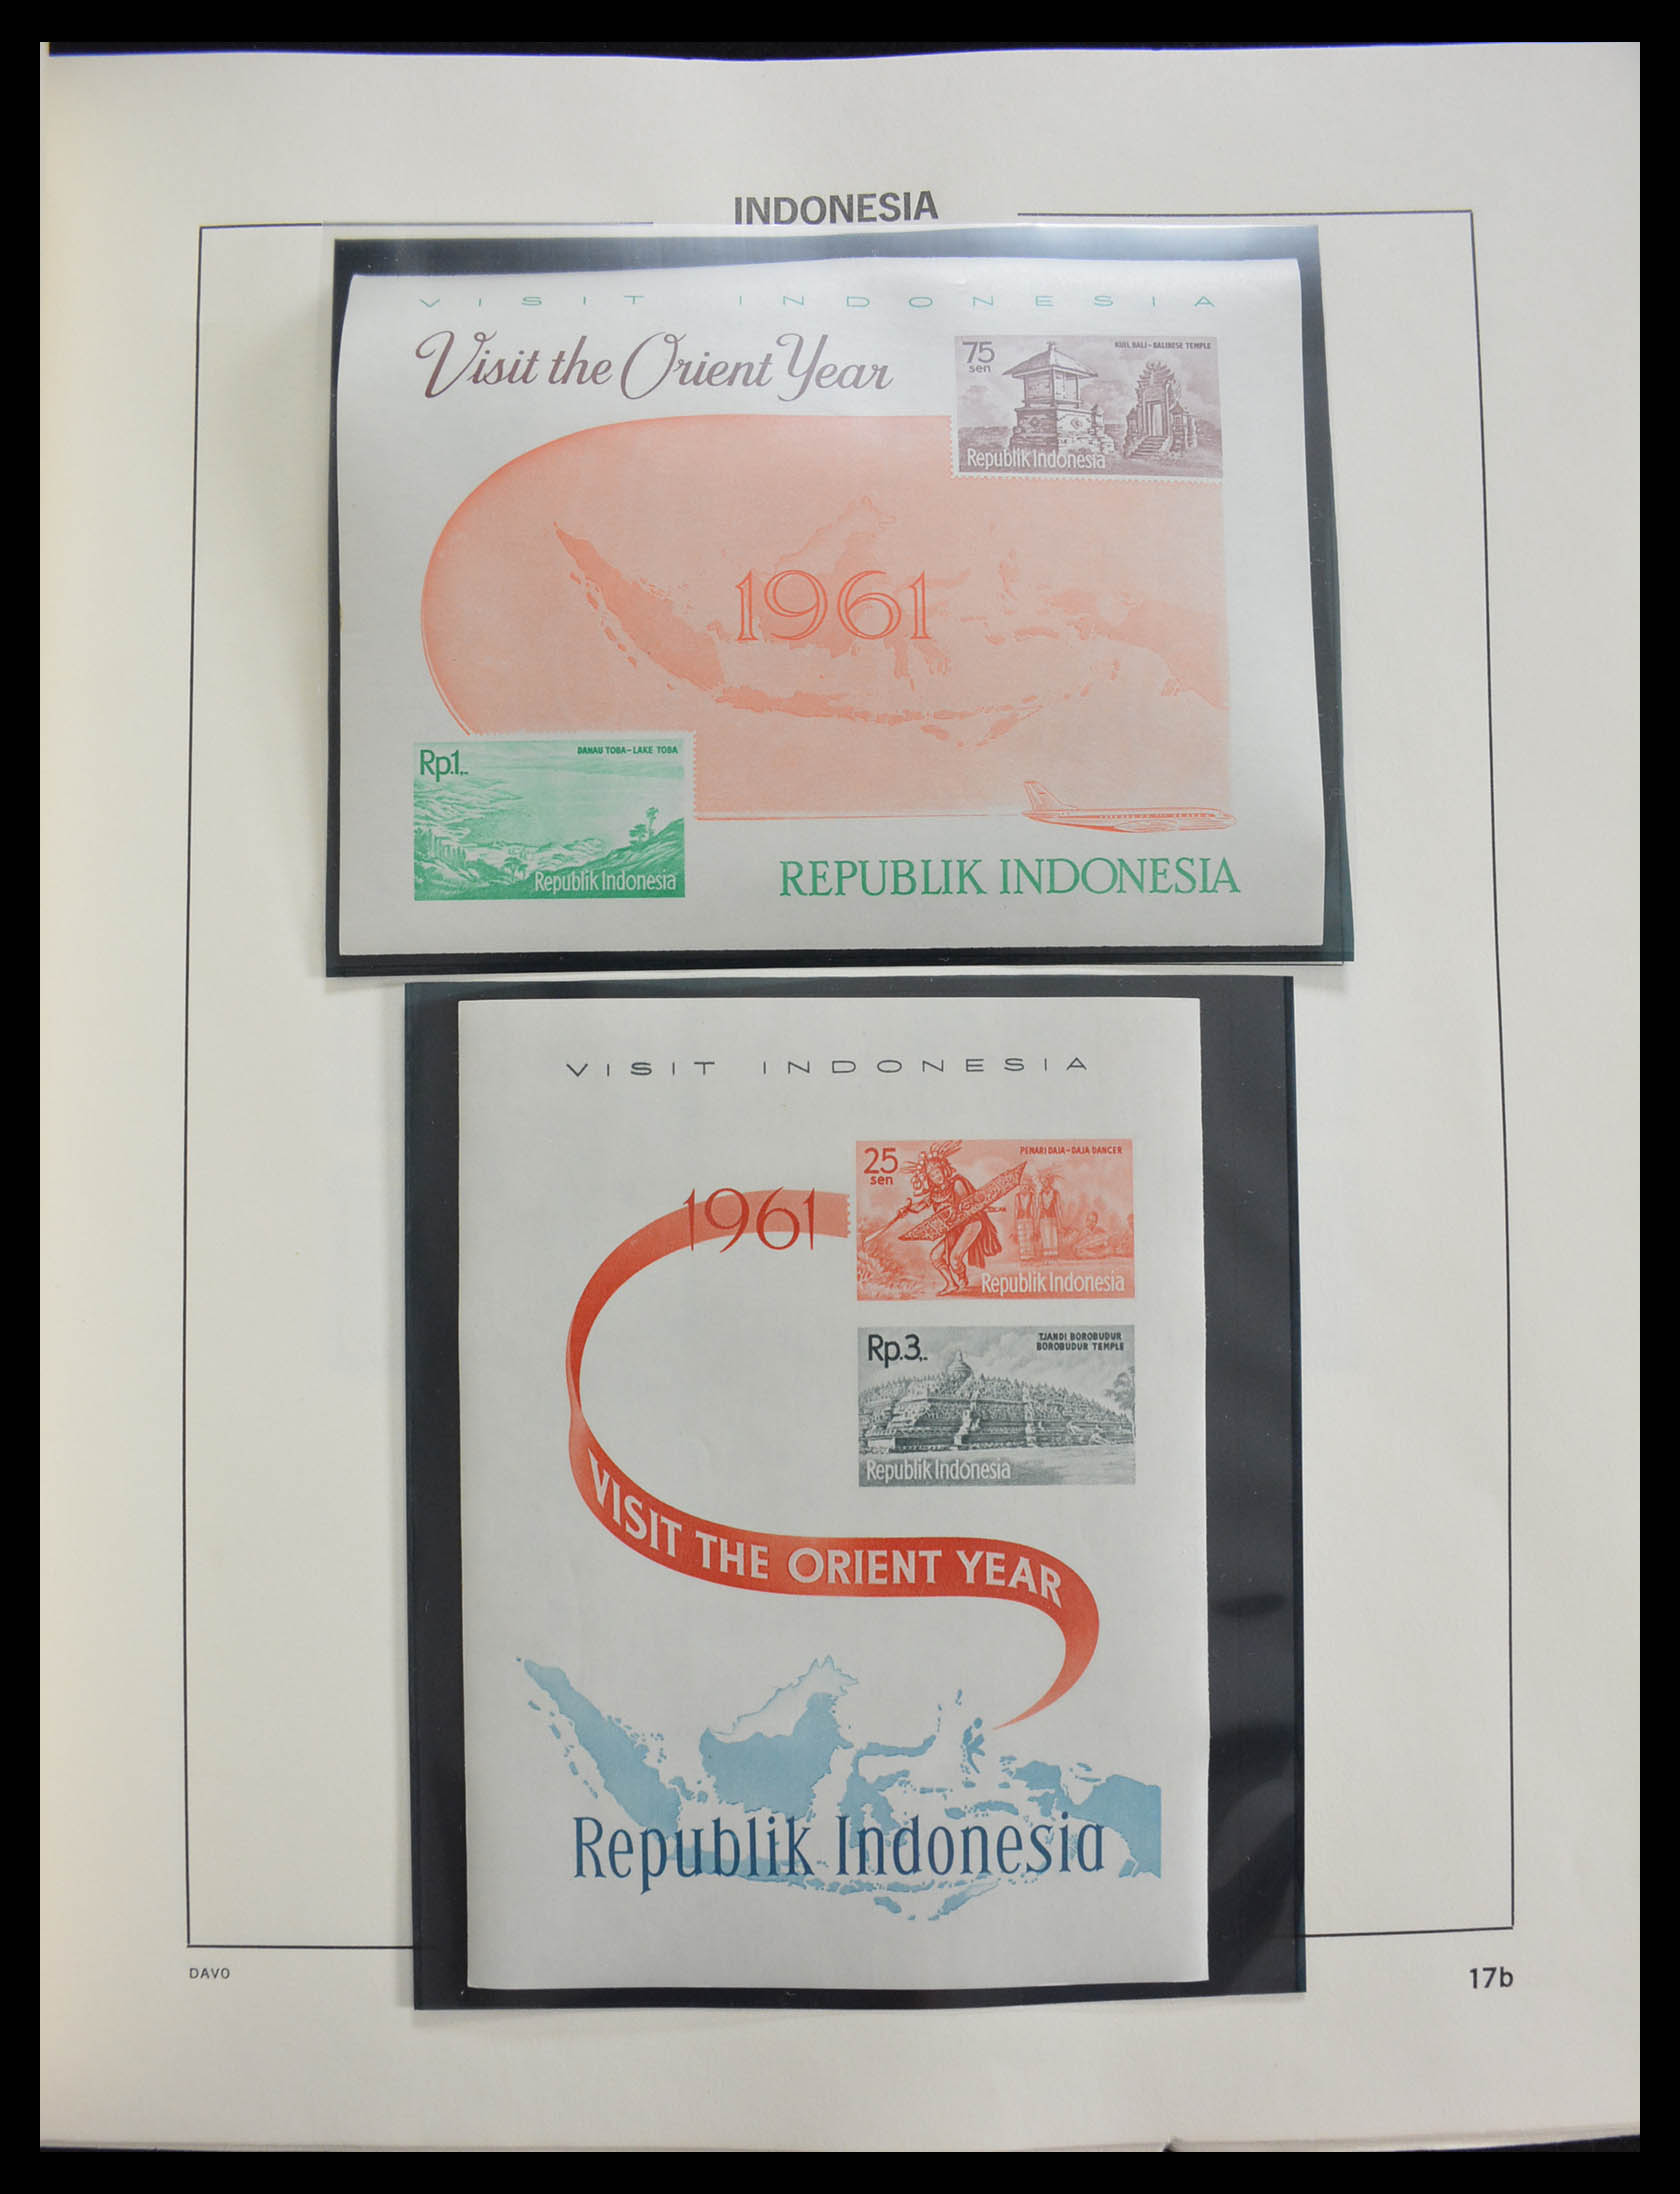 INDONESIA
VISIT INDONESIA
Visit the Orient Year
75
sen
KUIL BALI - BALINESE TEMPLE
Republik Indonesia
1961
Rp.1,.
DANAU TOBA - LAKE TOBA
Republik Indonesia
REPUBLIK INDONESIA
VISIT INDONESIA
1961
25
sen
PENARI DAJA - DAJA DANCER
Republik Indonesia
Rp.3,.
TJANDI BOROBUDUR
BOROBUDUR TEMPLE
Republik Indonesia
VISIT THE ORIENT YEAR
Republik Indonesia
DAVO
17b